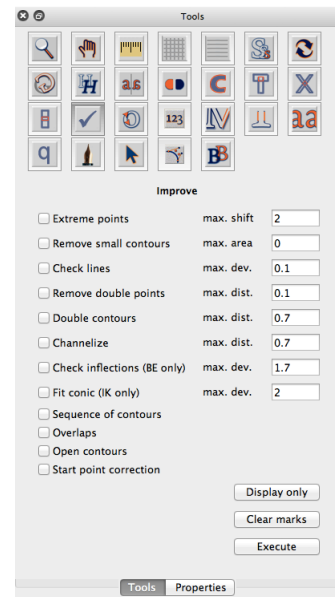 Tools
123
Improve
Extreme points max. shift 2
Remove small contours max. area 0
Check lines max. dev. 0.1
Remove double points max. dist. 0.1
Double contours max. dist. 0.7
Channelize max. dist. 0.7
Check inflections (BE only) max. dev. 1.7
Fit conic (IK only) max. dev. 2
Sequence of contours
Overlaps
Open contours
Start point correction
Display only
Clear marks
Execute
Tools Properties